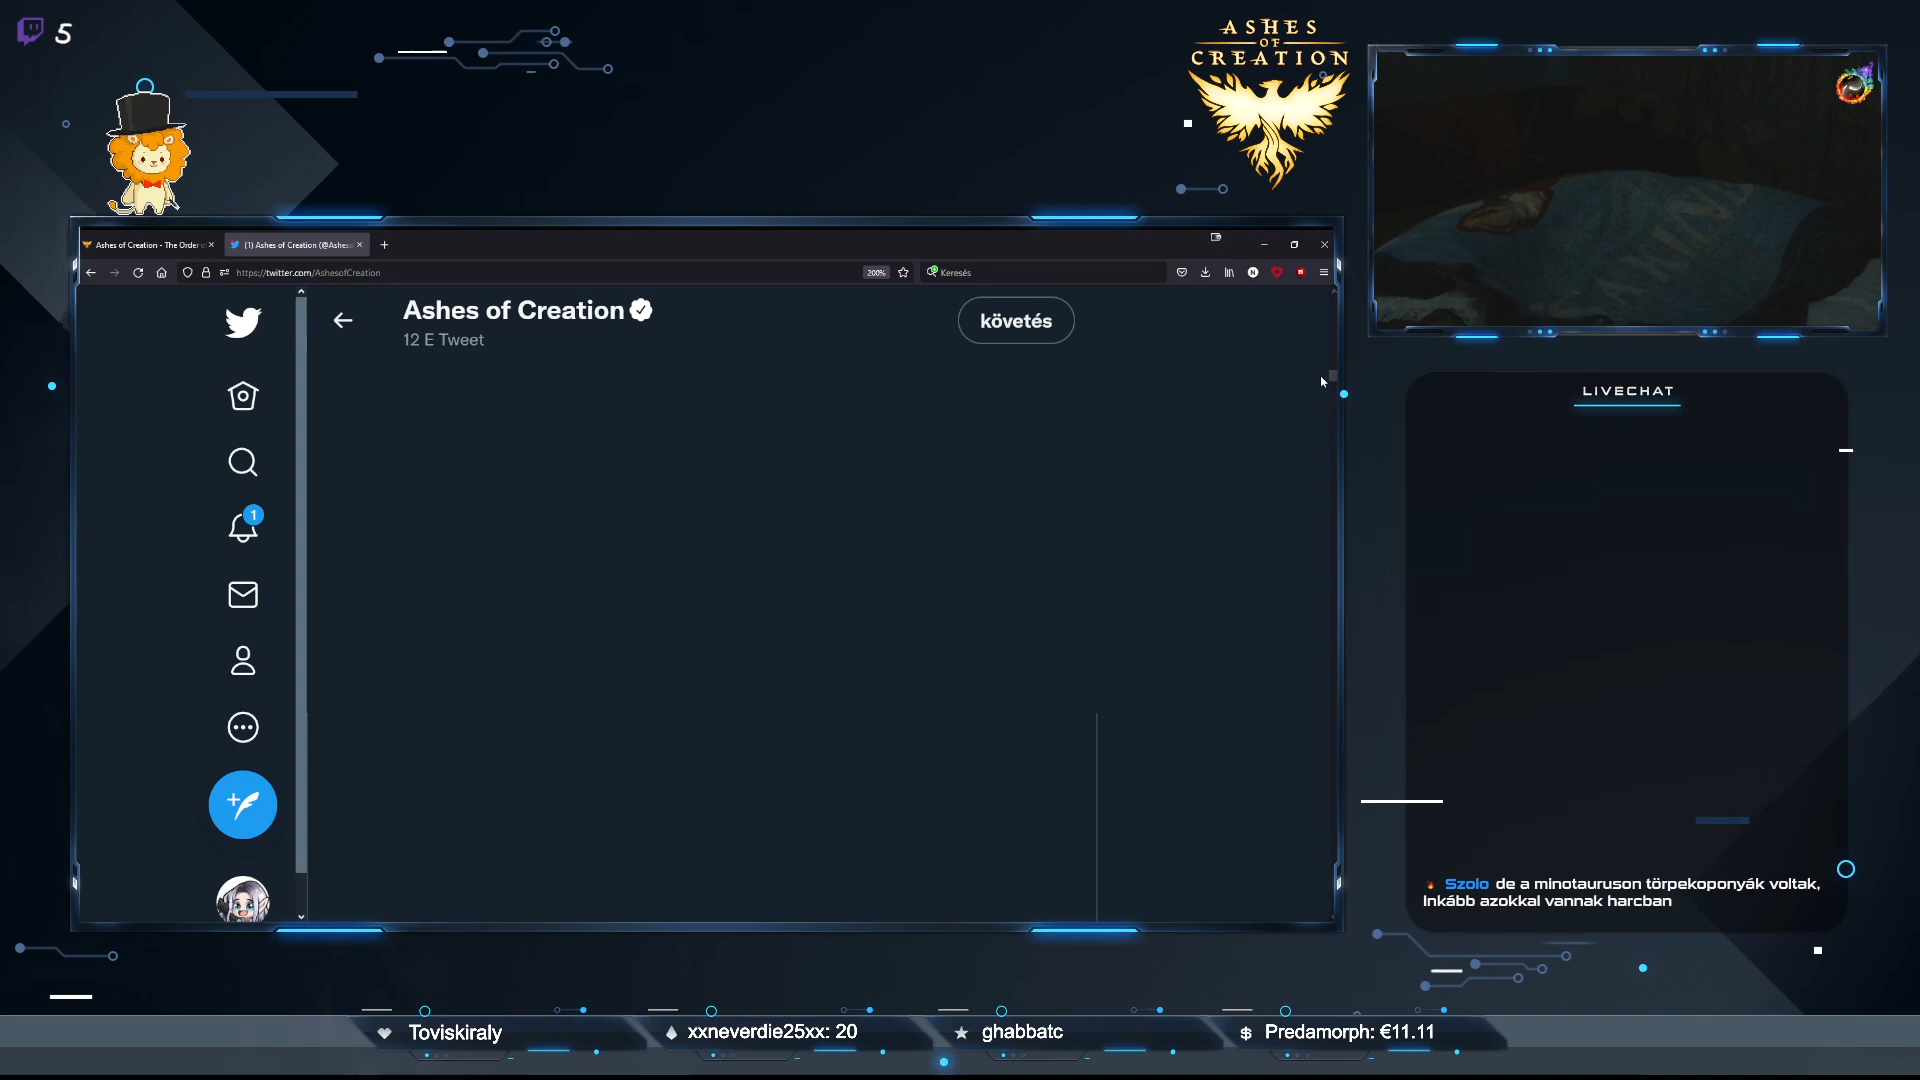 5
ASHES
OF
CREATION
Ashes of Creation - The Order o
(1) Ashes of Creation (@Ashes
https://twitter.com/AshesofCreation
200%
Keresés
Ashes of Creation
12 E Tweet
követés
1
LIVECHAT
Szolo de a minotauruson törpekoponyák voltak,
inkább azokkal vannak harcban
Toviskiraly
xxneverdie25xx: 20
ghabbatc
$ Predamorph: €11.11